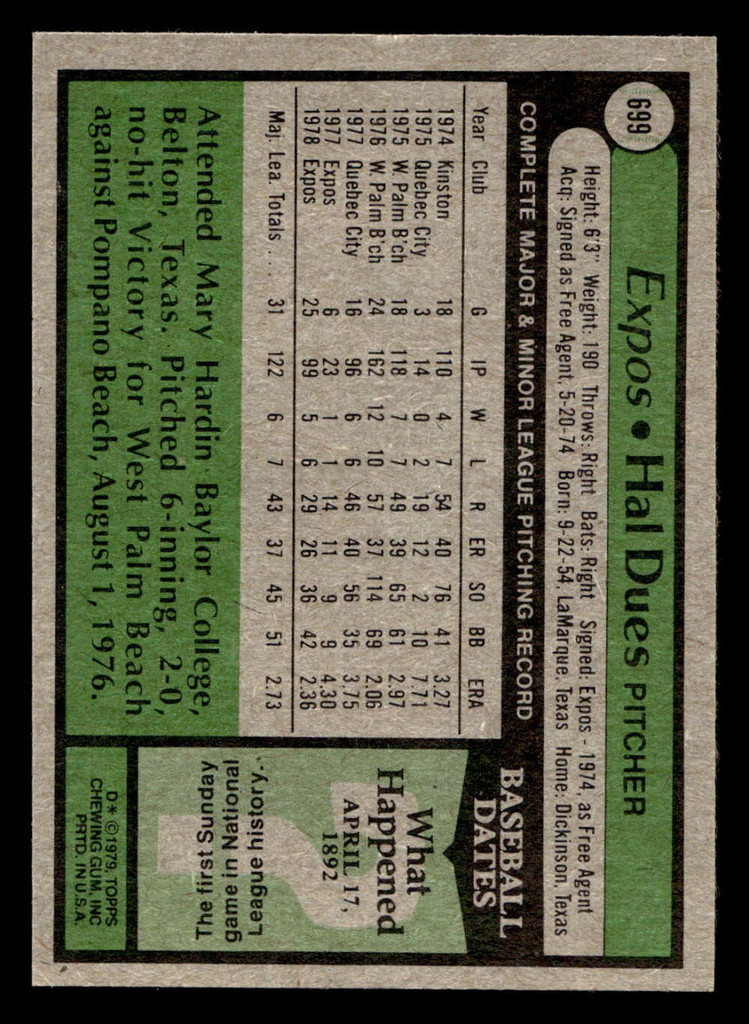 699
Expos • Hal Dues PITCHER
Height: 6'3" Weight: 190 Throws: Right Bats: Right Signed: Expos - 1974, as Free Agent
Acq: Signed as Free Agent, 5-20-74 Born: 9-22-54, LaMarque, Texas Home: Dickinson, Texas
COMPLETE MAJOR & MINOR LEAGUE PITCHING RECORD
Year Club G IP W L R ER SO BB ERA
1974 Kinston 18 110 4 7 54 40 76 41 3.27
1975 Quebec City 3 14 0 2 19 12 2 10 7.71
1975 W. Palm B'ch 18 118 7 7 49 39 65 61 2.97
1976 W. Palm B'ch 24 162 12 10 57 37 114 69 2.06
1977 Quebec City 16 96 6 6 46 40 56 35 3.75
1977 Expos 6 23 1 1 14 11 9 9 4.30
1978 Expos 25 99 5 6 29 26 36 42 2.36
Maj. Lea. Totals .... 31 122 6 7 43 37 45 51 2.73
Attended Mary Hardin Baylor College,
Belton, Texas. Pitched 6-inning, 2-0,
no-hit Victory for West Palm Beach
against Pompano Beach, August 1, 1976.
BASEBALL
DATES
What
Happened
APRIL 17,
1892
?
The first Sunday
game in National
League history.
D* ©1979, TOPPS
CHEWING GUM, INC
PRTD. IN U.S.A.